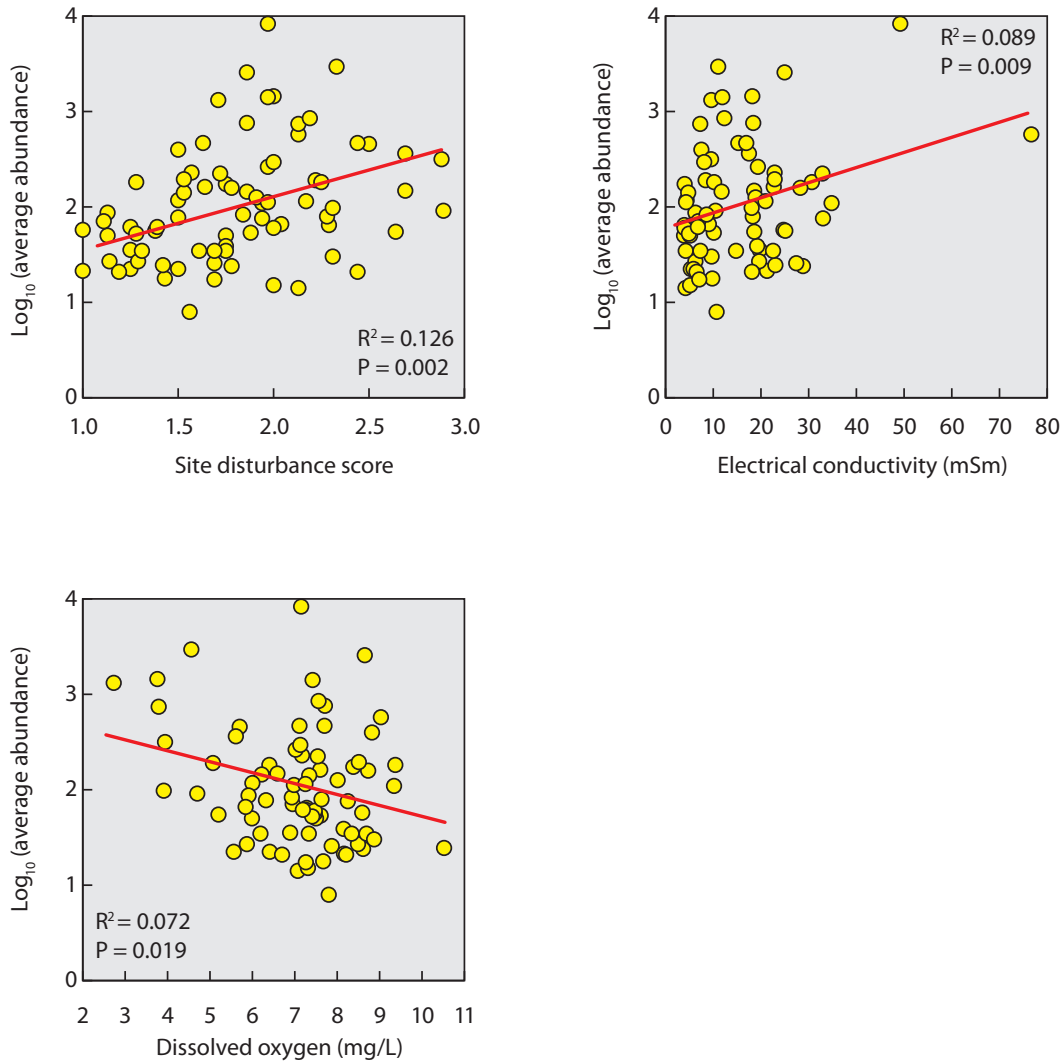 Log₁₀ (average abundance)
4
3
2
1
0
R² = 0.126
P = 0.002
1.0 1.5 2.0 2.5 3.0
Site disturbance score
Log₁₀ (average abundance)
4
3
2
1
0
R² = 0.089
P = 0.009
0 10 20 30 40 50 60 70 80
Electrical conductivity (mSm)
Log₁₀ (average abundance)
4
3
2
1
0
R² = 0.072
P = 0.019
2 3 4 5 6 7 8 9 10 11
Dissolved oxygen (mg/L)